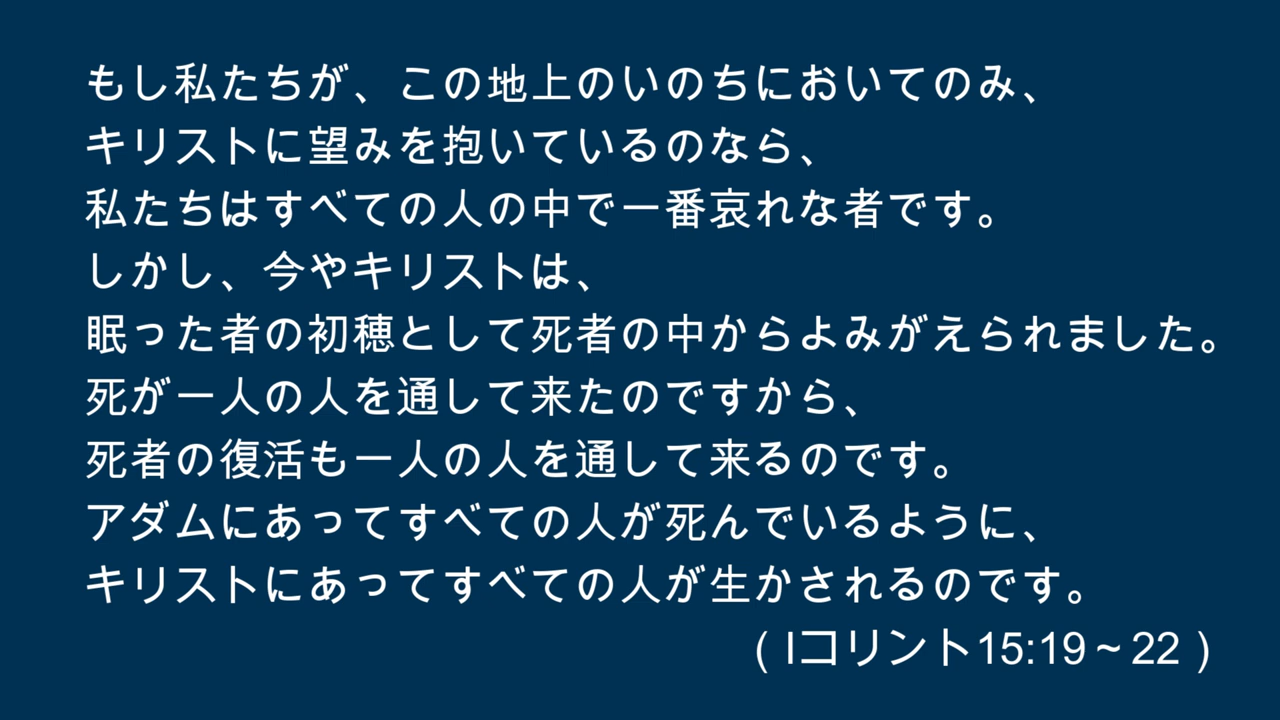 もし私たちが、この地上のいのちにおいてのみ、
キリストに望みを抱いているのなら、
私たちはすべての人の中で一番哀れな者です。
しかし、今やキリストは、
眠った者の初穂として死者の中からよみがえられました。
死が一人の人を通して来たのですから、
死者の復活も一人の人を通して来るのです。
アダムにあってすべての人が死んでいるように、
キリストにあってすべての人が生かされるのです。
( Iコリント15:19～22 )